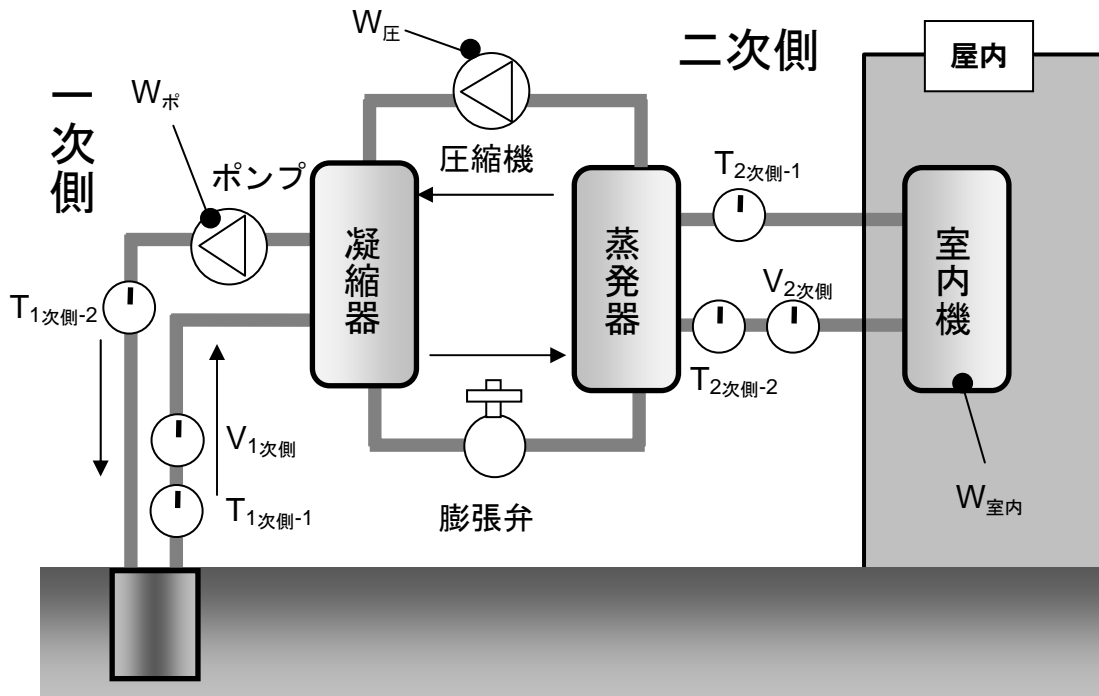 W圧
二次側
屋内
一次側
Wポ
ポンプ
圧縮機
T2次側-1
凝縮器
蒸発器
室内機
V2次側
T1次側-2
T2次側-2
V1次側
T1次側-1
膨張弁
W室内